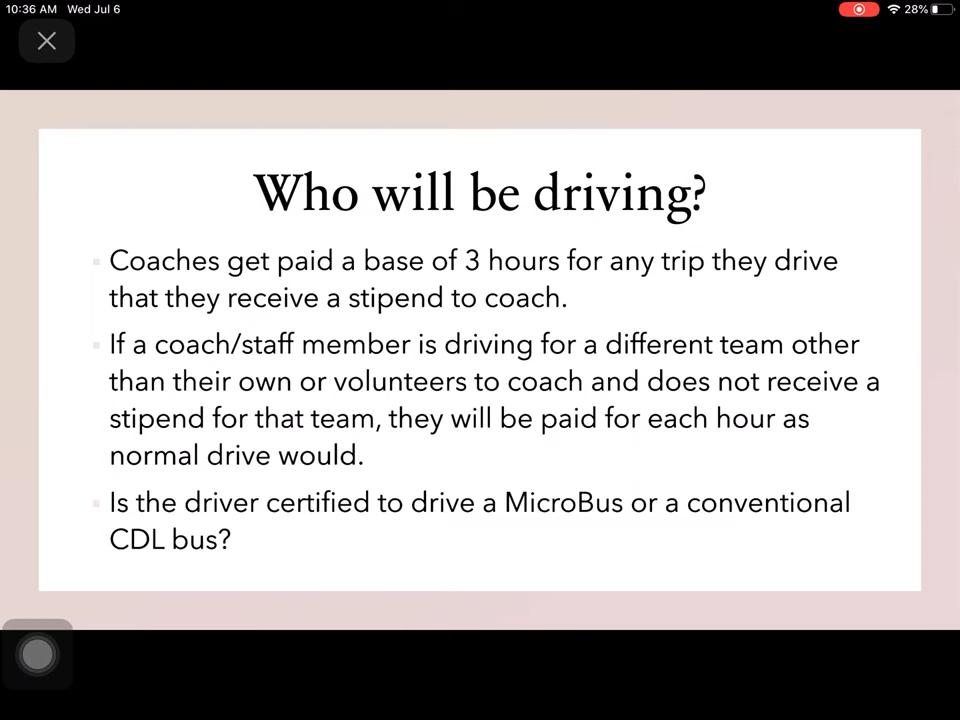 10:36 AM Wed Jul 6 28%
Who will be driving?
Coaches get paid a base of 3 hours for any trip they drive
that they receive a stipend to coach.
If a coach/staff member is driving for a different team other
than their own or volunteers to coach and does not receive a
stipend for that team, they will be paid for each hour as
normal drive would.
Is the driver certified to drive a MicroBus or a conventional
CDL bus?